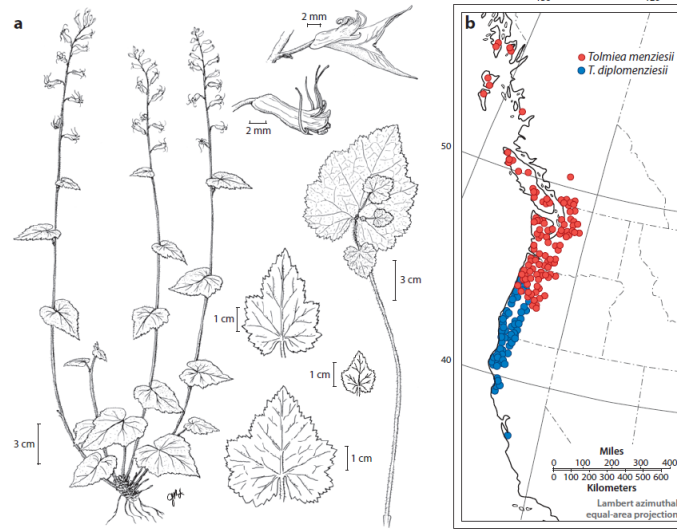 a
2 mm
2 mm
3 cm
1 cm
1 cm
3 cm
1 cm
b
120
Tolmiea menziesii
T. diplomenziesii
50
40
Miles
0 100 200 300 400
0 100 200 300 400 500 600
Kilometers
Lambert azimuthal
equal-area projection